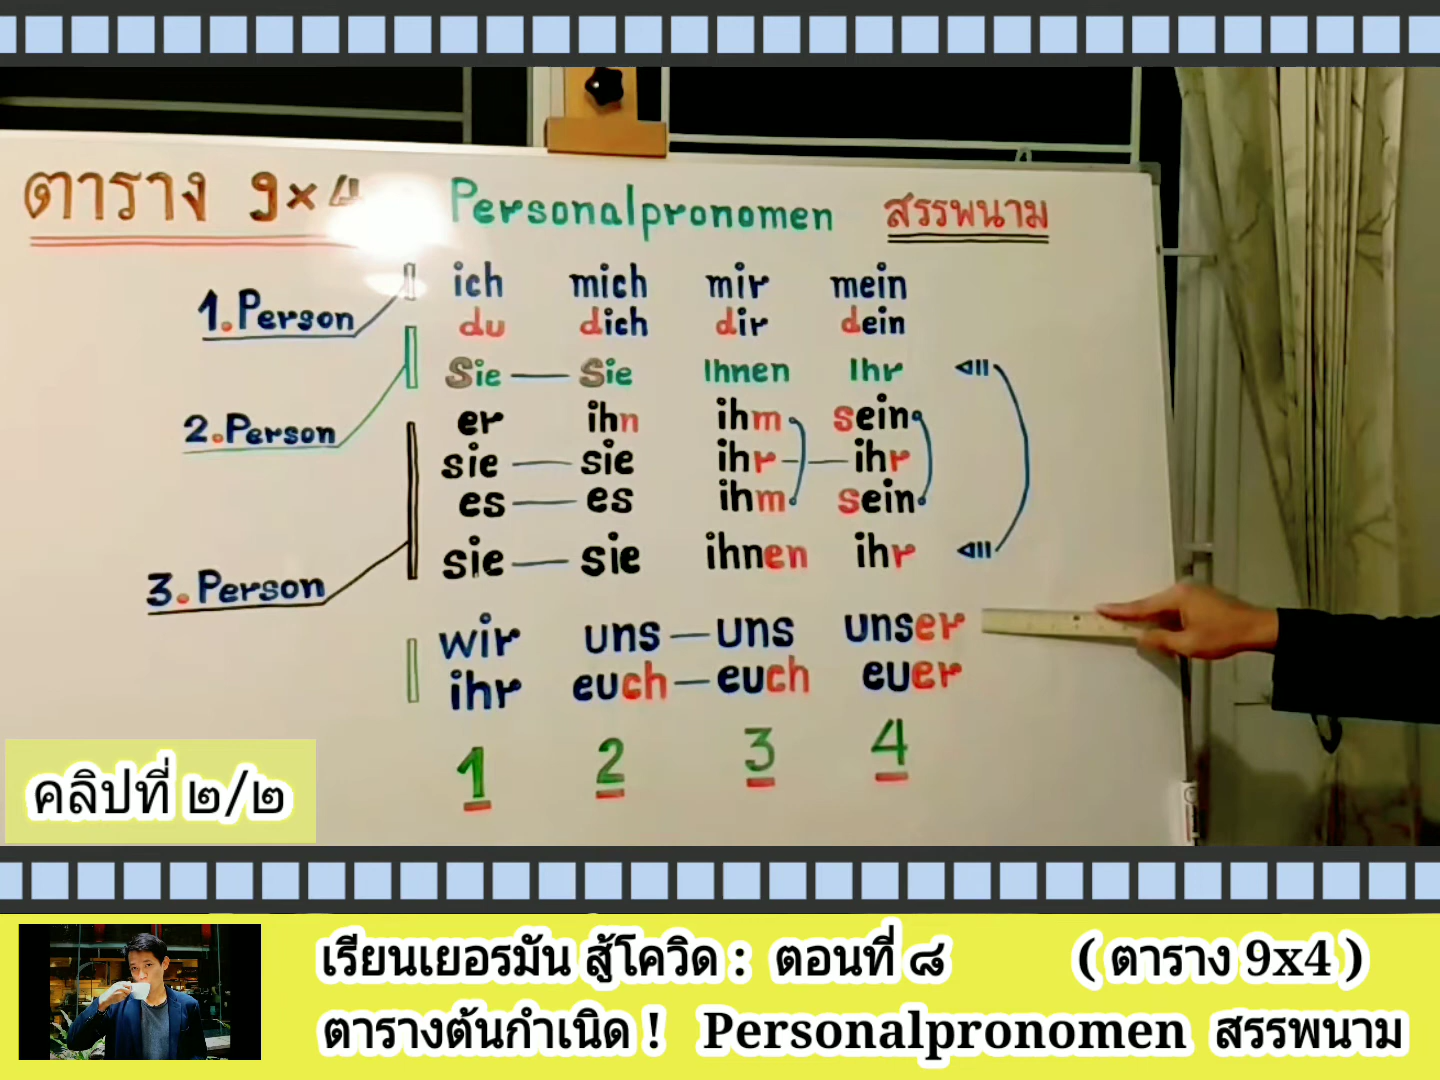 ตาราง 9×4 Personalpronomen สรรพนาม
1.Person
2.Person
3.Person
ich mich mir mein
du dich dir dein
Sie — Sie Ihnen Ihr
er ihn ihm sein
sie — sie ihr — ihr
es — es ihm sein
sie — sie ihnen ihr
wir uns — uns unser
ihr euch — euch euer
1 2 3 4
คลิปที่ ๒/๒
เรียนเยอรมัน สู้โควิด : ตอนที่ ๘ ( ตาราง 9x4 )
ตารางต้นกำเนิด ! Personalpronomen สรรพนาม